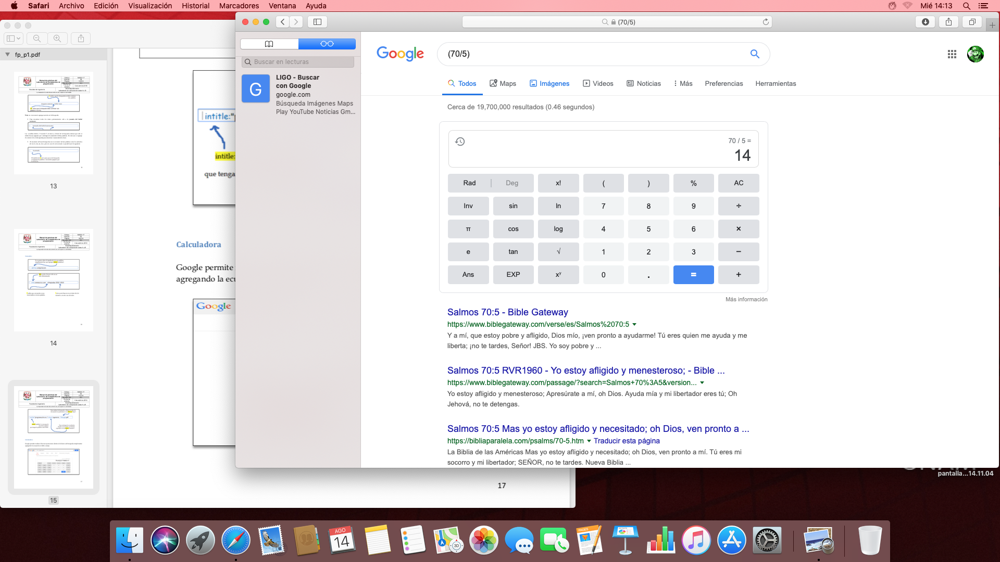 Safari Archivo Edición Visualización Historial Marcadores Ventana Ayuda
Mié 14:13
fp_p1.pdf
13
14
15
intitle:"p
intitle:
que tenga
Calculadora
Google permite
agregando la ecu
Google
17
(70/5)
Buscar en lecturas
G
LIGO - Buscar
con Google
google.com
Búsqueda Imágenes Maps
Play YouTube Noticias Gm...
Google
(70/5)
Todos Maps Imágenes Videos Noticias Más Preferencias Herramientas
Cerca de 19,700,000 resultados (0.46 segundos)
70 / 5 =
14
Rad Deg x! ( ) % AC
Inv sin ln 7 8 9 ÷
π cos log 4 5 6 ×
e tan √ 1 2 3 −
Ans EXP xʸ 0 . = +
Más información
Salmos 70:5 - Bible Gateway
https://www.biblegateway.com/verse/es/Salmos%2070:5
Y a mí, que estoy pobre y afligido, Dios mío, ¡ven pronto a ayudarme! Tú eres quien me ayuda y me
liberta; ¡no te tardes, Señor! JBS. Yo soy pobre y ...
Salmos 70:5 RVR1960 - Yo estoy afligido y menesteroso; - Bible ...
https://www.biblegateway.com/passage/?search=Salmos+70%3A5&version...
Yo estoy afligido y menesteroso; Apresúrate a mí, oh Dios. Ayuda mía y mi libertador eres tú; Oh
Jehová, no te detengas.
Salmos 70:5 Mas yo estoy afligido y necesitado; oh Dios, ven pronto a ...
https://bibliaparalela.com/psalms/70-5.htm Traducir esta página
La Biblia de las Américas Mas yo estoy afligido y necesitado; oh Dios, ven pronto a mí. Tú eres mi
socorro y mi libertador; SEÑOR, no te tardes. Nueva Biblia ...
pantalla...14.11.04
AGO
14
3D
PAGES